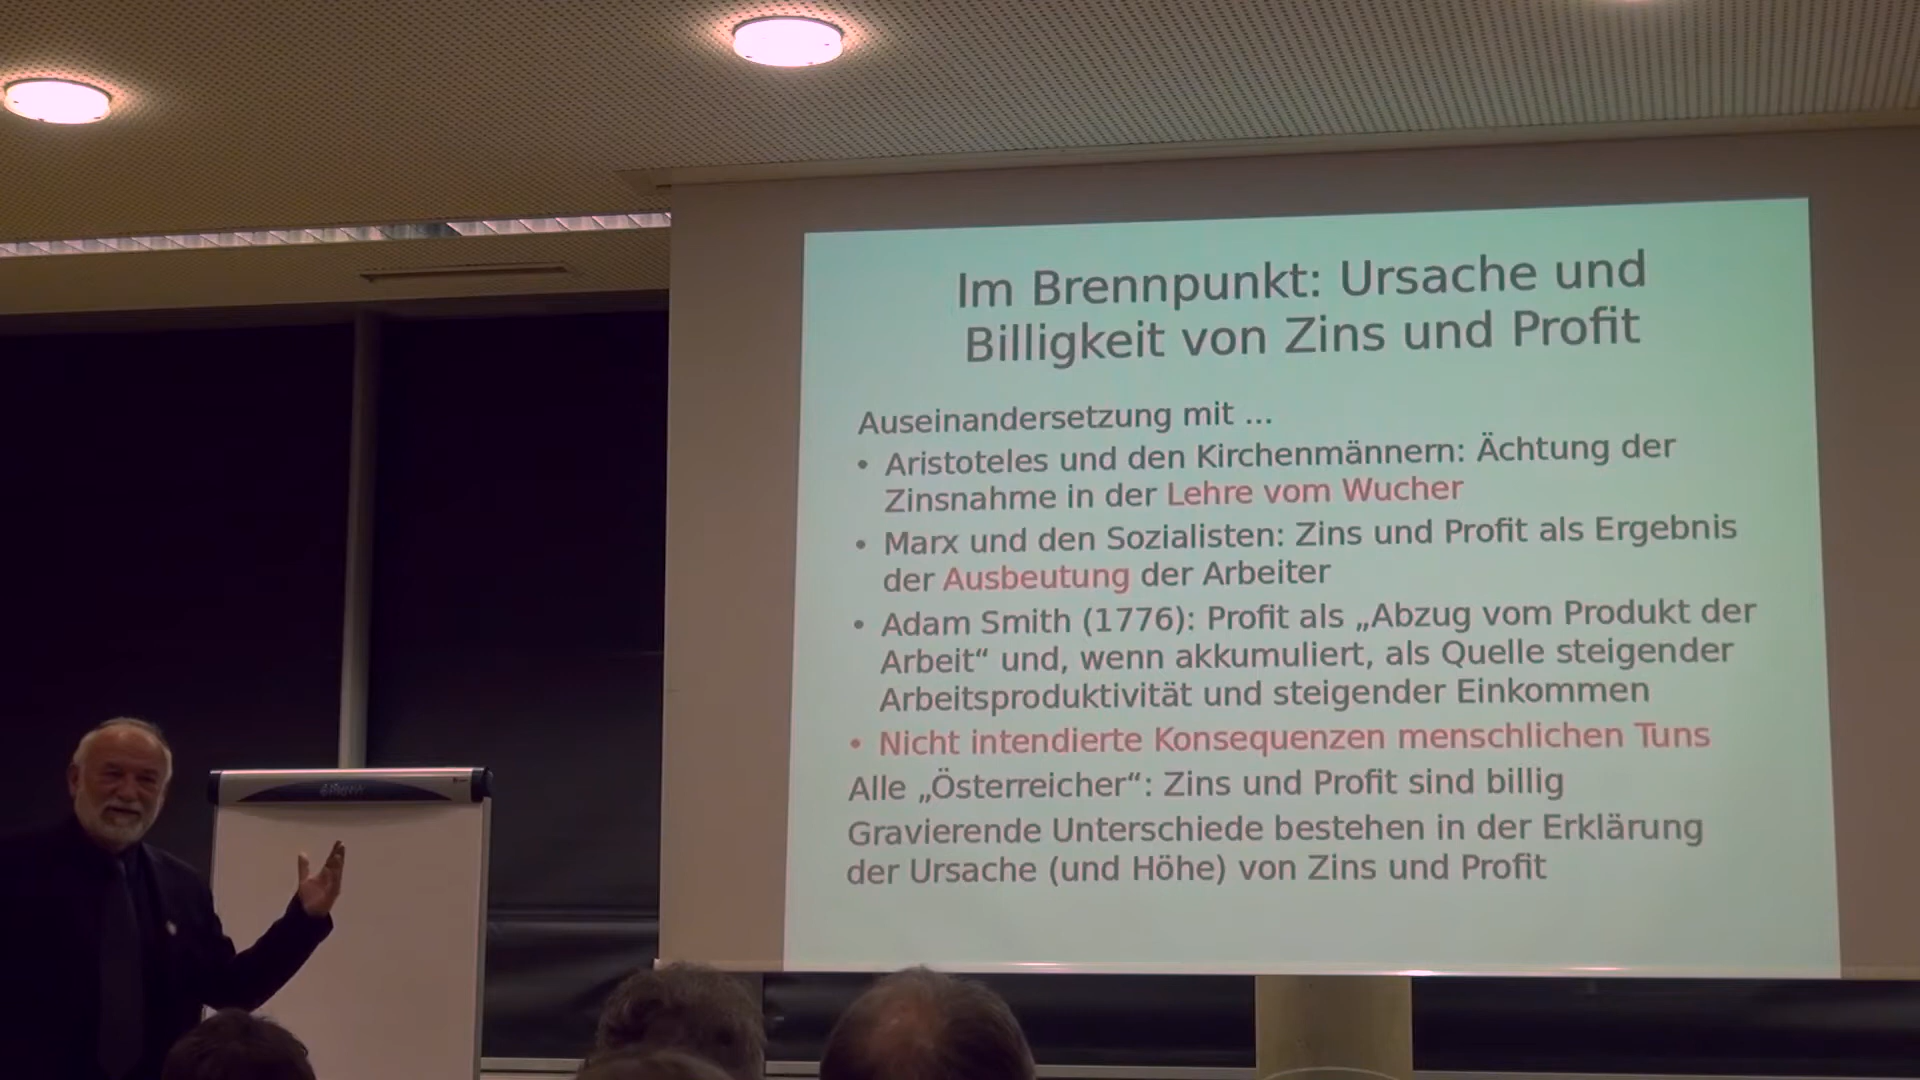 Im Brennpunkt: Ursache und
Billigkeit von Zins und Profit
Auseinandersetzung mit ...
• Aristoteles und den Kirchenmännern: Ächtung der
Zinsnahme in der Lehre vom Wucher
• Marx und den Sozialisten: Zins und Profit als Ergebnis
der Ausbeutung der Arbeiter
• Adam Smith (1776): Profit als „Abzug vom Produkt der
Arbeit“ und, wenn akkumuliert, als Quelle steigender
Arbeitsproduktivität und steigender Einkommen
• Nicht intendierte Konsequenzen menschlichen Tuns
Alle „Österreicher“: Zins und Profit sind billig
Gravierende Unterschiede bestehen in der Erklärung
der Ursache (und Höhe) von Zins und Profit